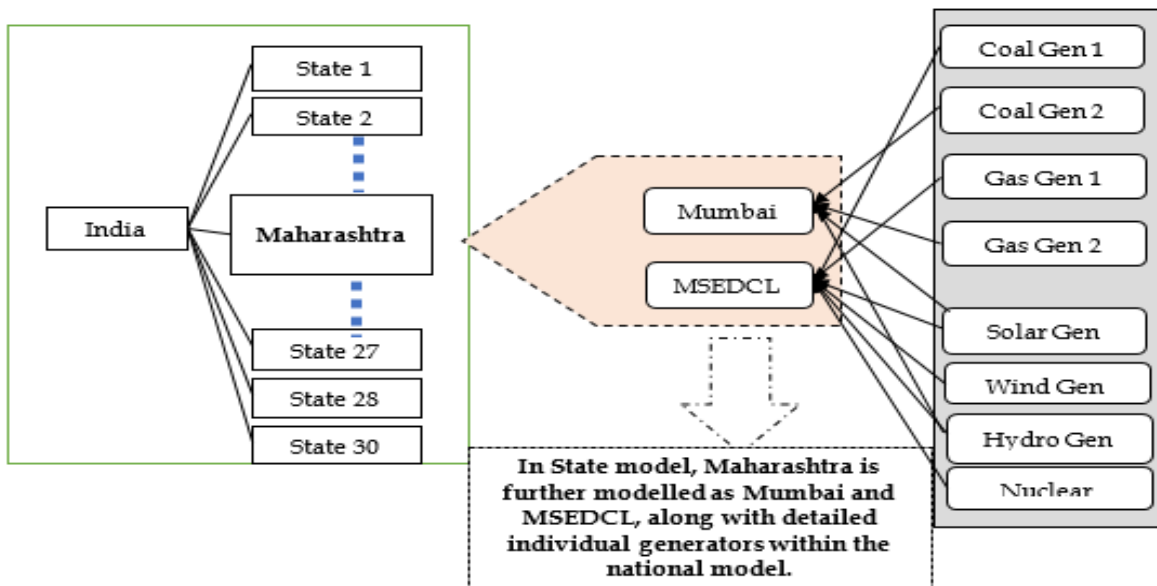 State 1
State 2
India
Maharashtra
State 27
State 28
State 30
Mumbai
MSEDCL
Coal Gen 1
Coal Gen 2
Gas Gen 1
Gas Gen 2
Solar Gen
Wind Gen
Hydro Gen
Nuclear
In State model, Maharashtra is
further modelled as Mumbai and
MSEDCL, along with detailed
individual generators within the
national model.